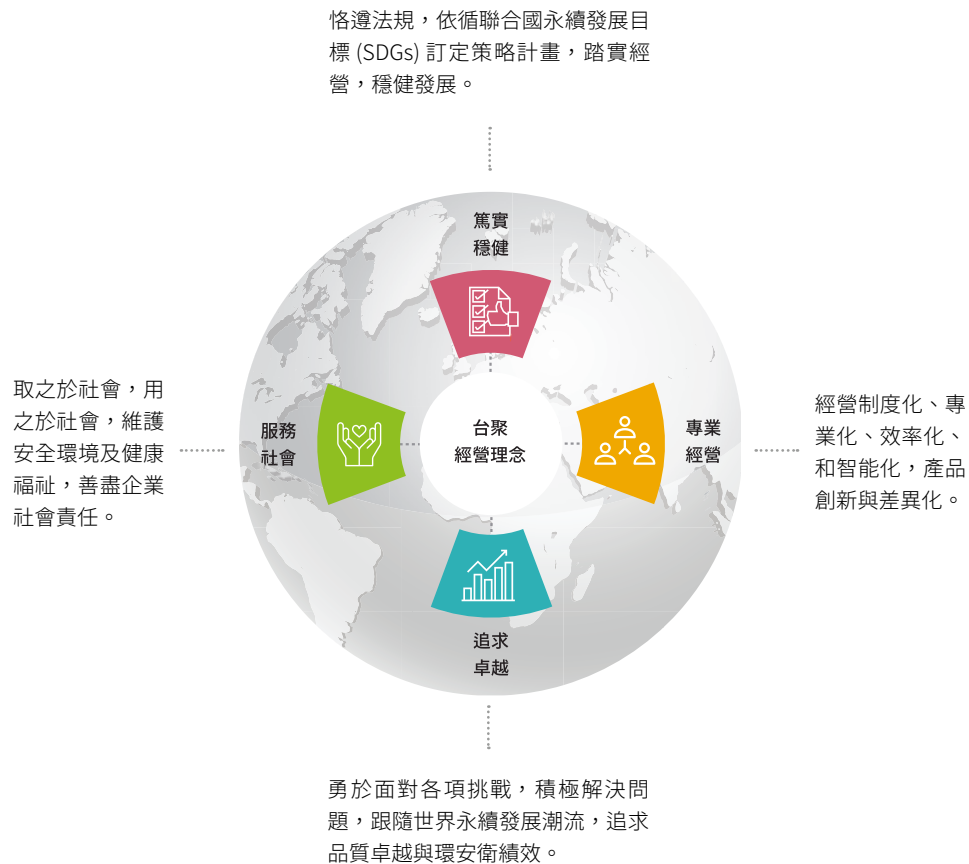 恪遵法規，依循聯合國永續發展目
標 (SDGs) 訂定策略計畫，踏實經
營，穩健發展。
篤實
穩健
取之於社會，用
之於社會，維護
安全環境及健康
福祉，善盡企業
社會責任。
服務
社會
台聚
經營理念
專業
經營
經營制度化、專
業化、效率化、
和智能化，產品
創新與差異化。
追求
卓越
勇於面對各項挑戰，積極解決問
題，跟隨世界永續發展潮流，追求
品質卓越與環安衛績效。